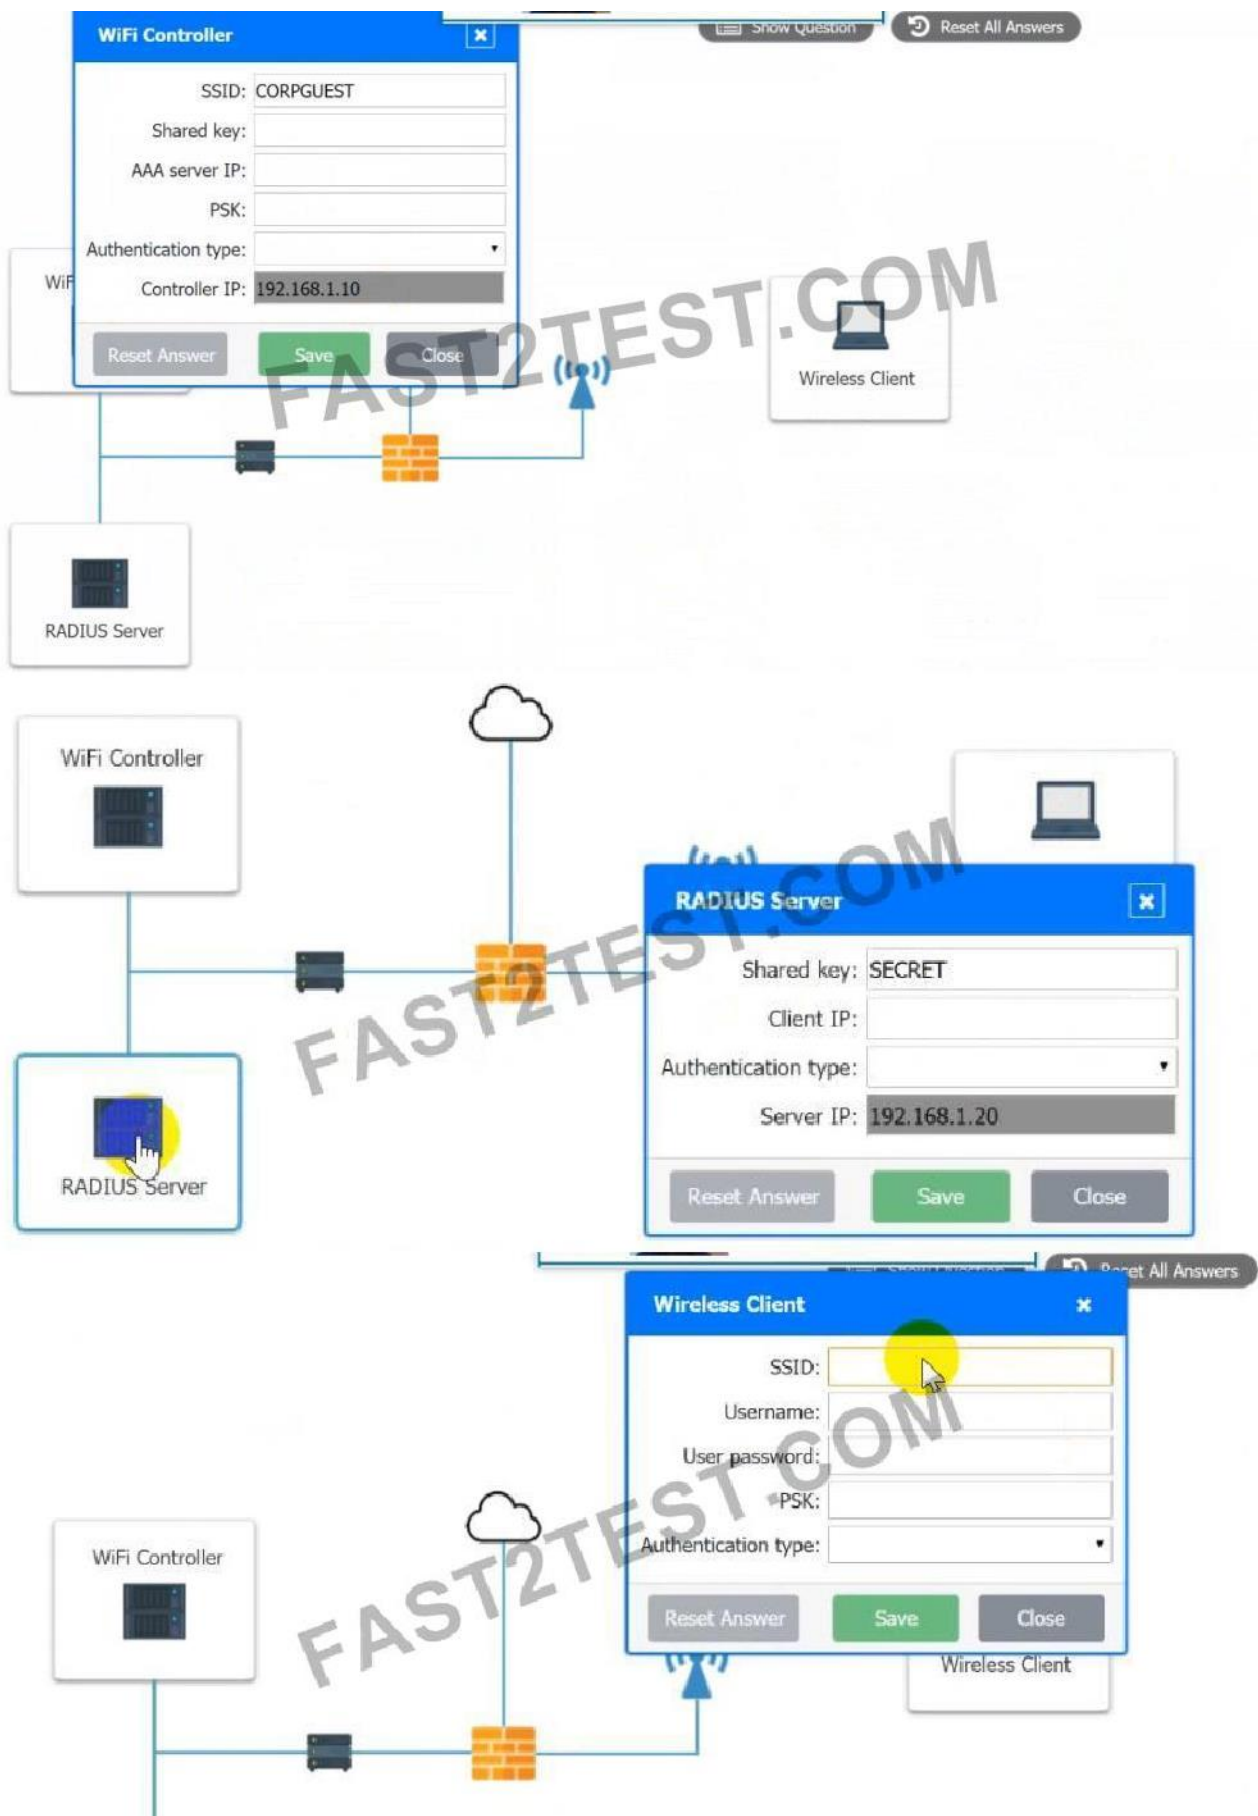 WiFi Controller
Show Question
Reset All Answers
SSID: CORPGUEST
Shared key:
AAA server IP:
PSK:
Authentication type:
Controller IP: 192.168.1.10
Reset Answer Save Close
Wireless Client
FAST2TEST.COM
RADIUS Server
WiFi Controller
RADIUS Server
Shared key: SECRET
Client IP:
Authentication type:
Server IP: 192.168.1.20
Reset Answer Save Close
FAST2TEST.COM
RADIUS Server
Reset All Answers
Wireless Client
SSID:
Username:
User password:
PSK:
Authentication type:
Reset Answer Save Close
FAST2TEST.COM
WiFi Controller
Wireless Client